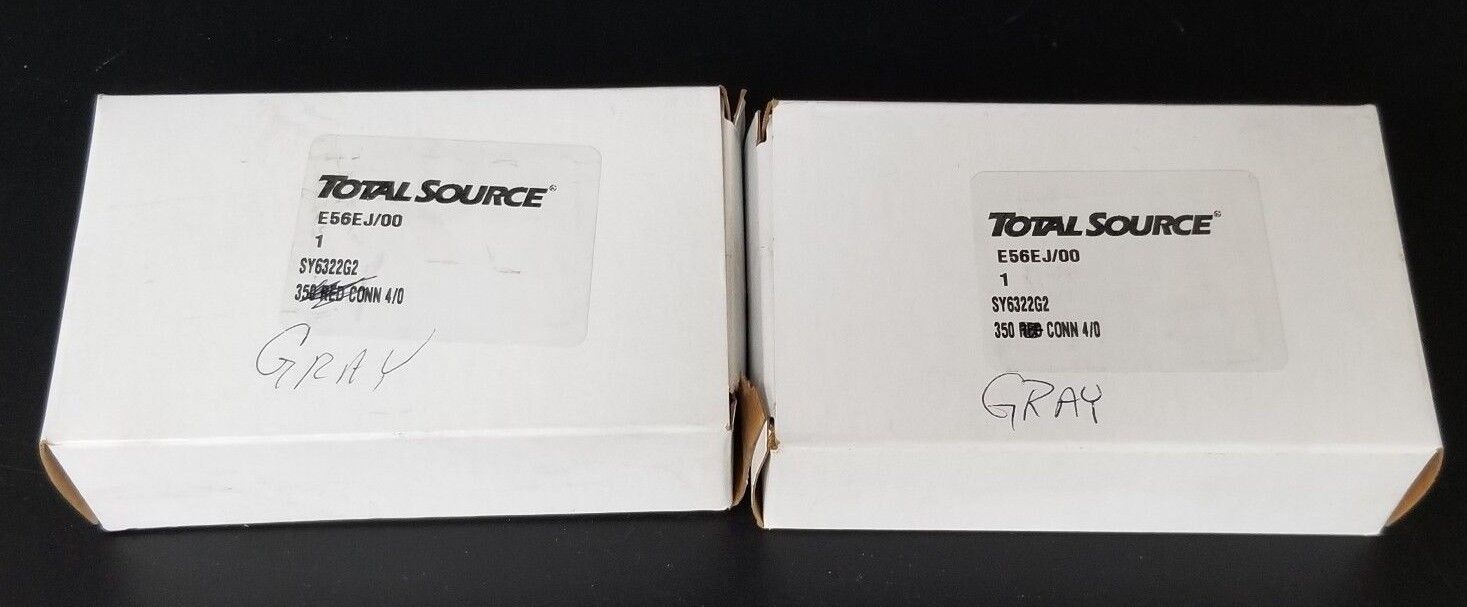 TOTAL SOURCE®
E56EJ/00
1
SY6322G2
350 RED CONN 4/0
GRAY
TOTAL SOURCE®
E56EJ/00
1
SY6322G2
350 RED CONN 4/0
GRAY